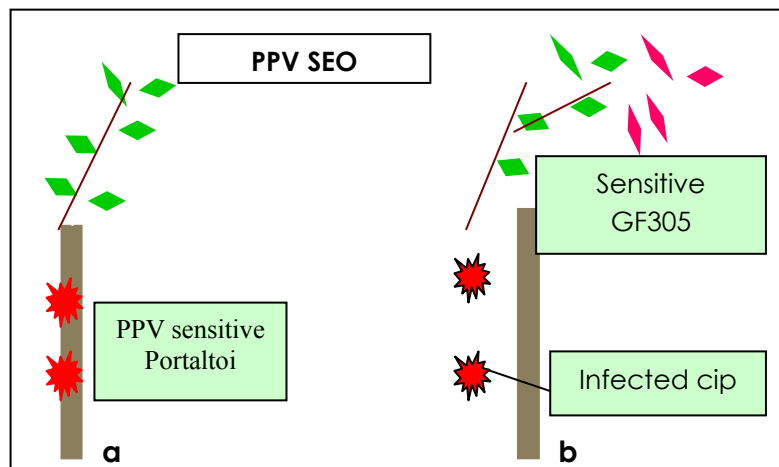 PPV SEO
PPV sensitive
Portaltoi
a
Sensitive
GF305
Infected cip
b